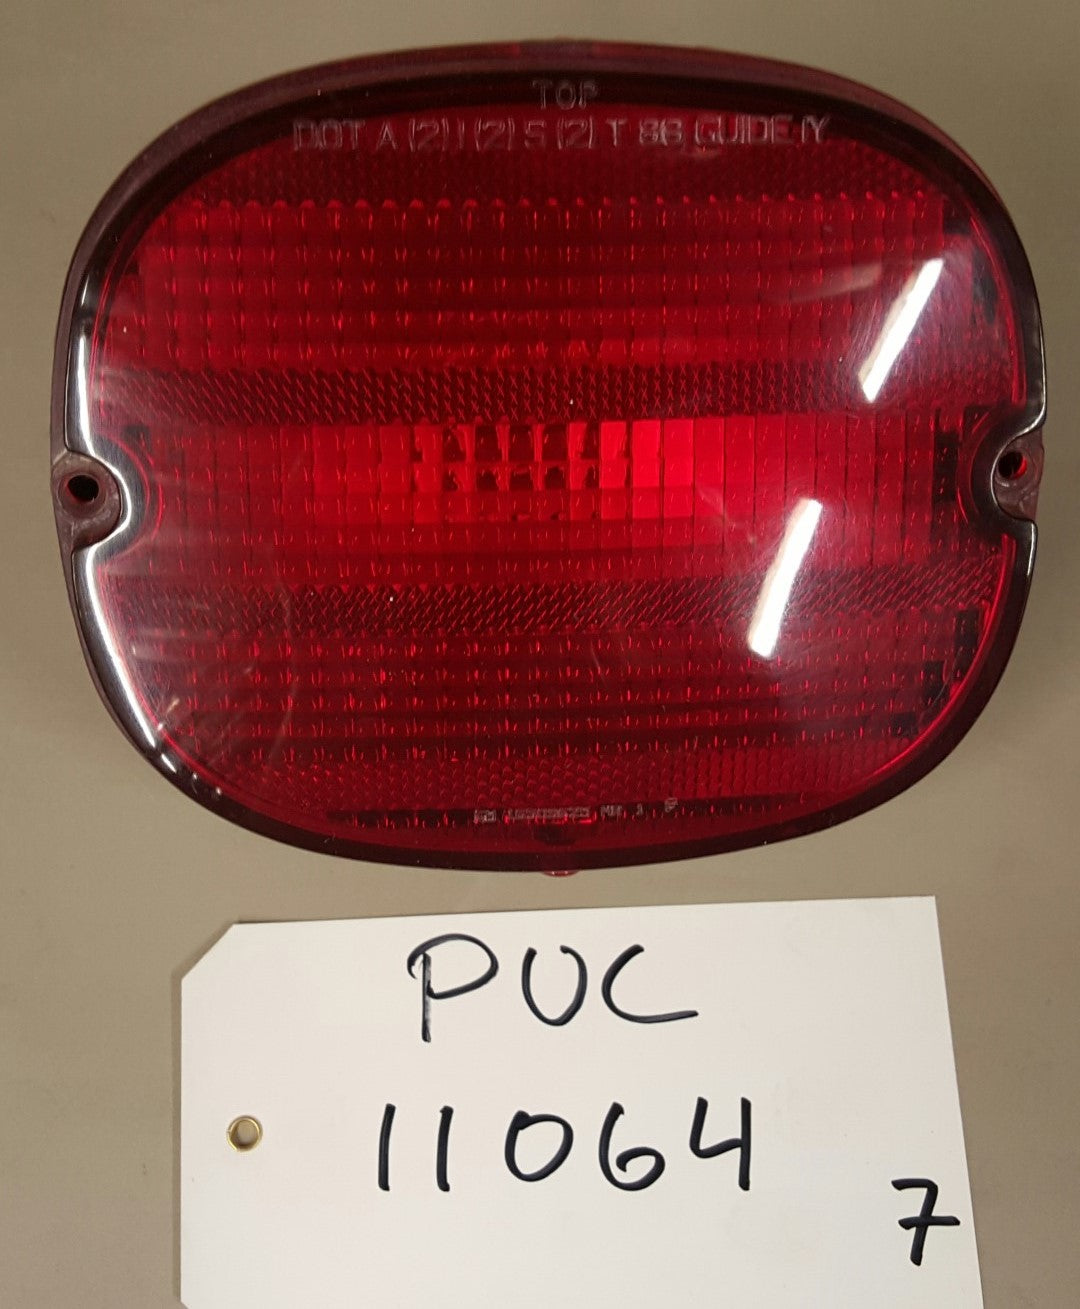 TOP
DOT A (2) I (2) S (2) T 86 GUIDE IY
PUC
11064
7